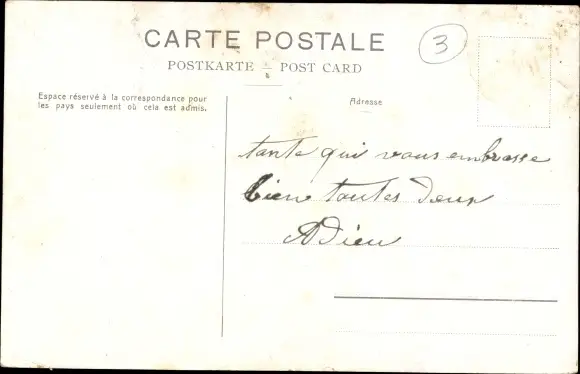 CARTE POSTALE
3
POSTKARTE — POST CARD
Espace réservé à la correspondance pour
les pays seulement où cela est admis.
Adresse
tante qui vous embrasse
bien toutes deux
Adieu